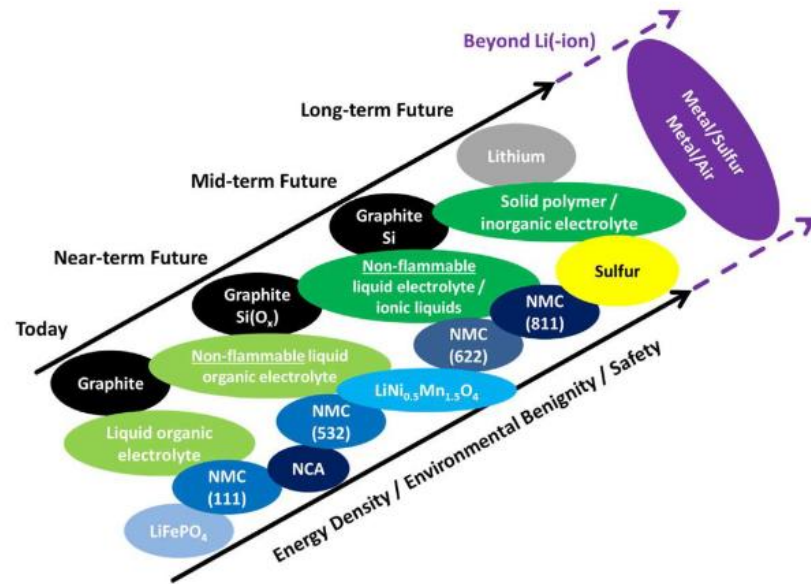 Beyond Li(-ion)
Long-term Future
Mid-term Future
Near-term Future
Today
Metal/Sulfur
Metal/Air
Lithium
Solid polymer /
inorganic electrolyte
Graphite
Si
Non-flammable
liquid electrolyte /
ionic liquids
Sulfur
Graphite
Si(Oₓ)
NMC
(811)
NMC
(622)
Non-flammable liquid
organic electrolyte
Graphite
LiNi₀.₅Mn₁.₅O₄
NMC
(532)
Liquid organic
electrolyte
NCA
NMC
(111)
LiFePO₄
Energy Density / Environmental Benignity / Safety